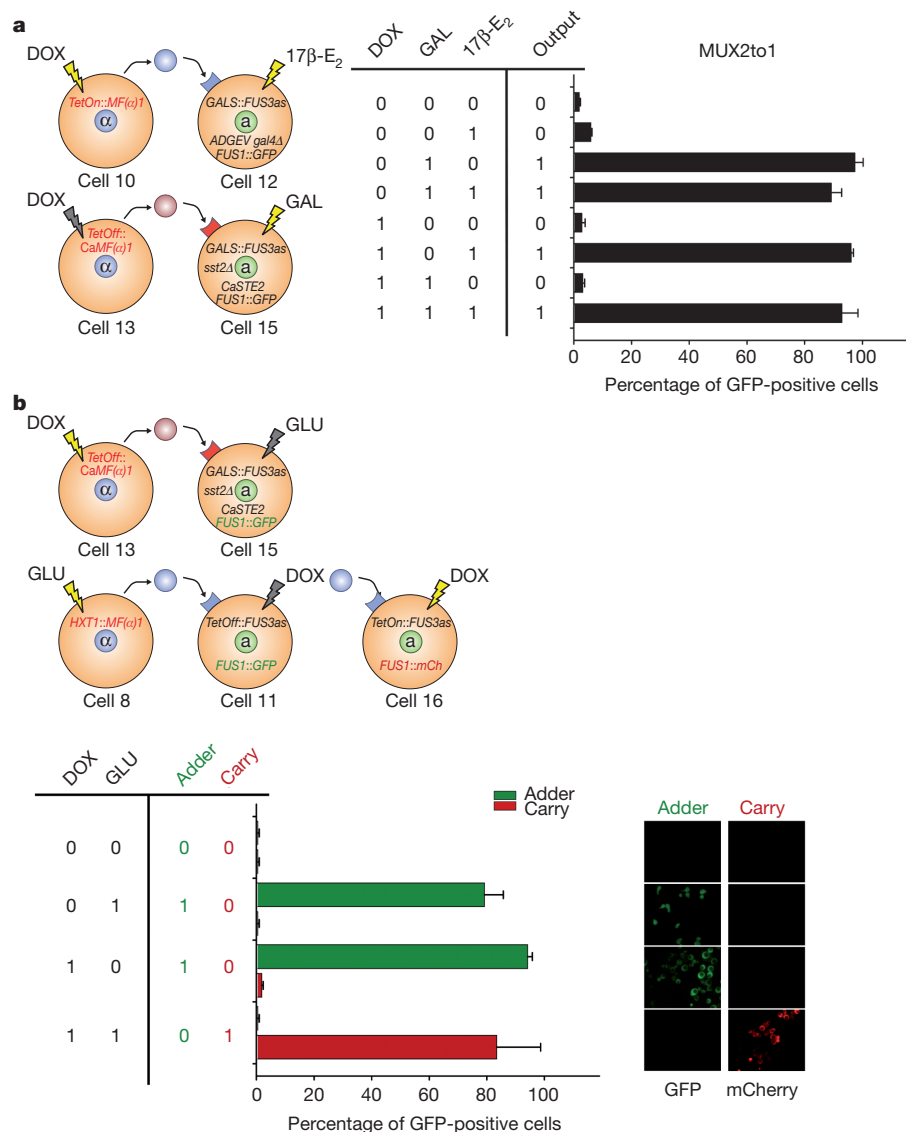 a
DOX
17β-E₂
TetOn::MF(α)1
α
GALS::FUS3as
a
ADGEV gal4Δ
FUS1::GFP
Cell 10
Cell 12
DOX
GAL
TetOff::
CaMF(α)1
α
GALS::FUS3as
sst2Δ
a
CaSTE2
FUS1::GFP
Cell 13
Cell 15
DOX GAL 17β-E₂ Output
MUX2to1
0 0 0 0
0 0 1 0
0 1 0 1
0 1 1 1
1 0 0 0
1 0 1 1
1 1 0 0
1 1 1 1
0 20 40 60 80 100
Percentage of GFP-positive cells
b
DOX
GLU
TetOff::
CaMF(α)1
α
GALS::FUS3as
sst2Δ
a
CaSTE2
FUS1::GFP
Cell 13
Cell 15
GLU
DOX
DOX
HXT1::MF(α)1
α
TetOff::FUS3as
a
FUS1::GFP
TetOn::FUS3as
a
FUS1::mCh
Cell 8
Cell 11
Cell 16
DOX GLU Adder Carry
Adder
Carry
0 0 0 0
0 1 1 0
1 0 1 0
1 1 0 1
0 20 40 60 80 100
Percentage of GFP-positive cells
Adder Carry
GFP mCherry